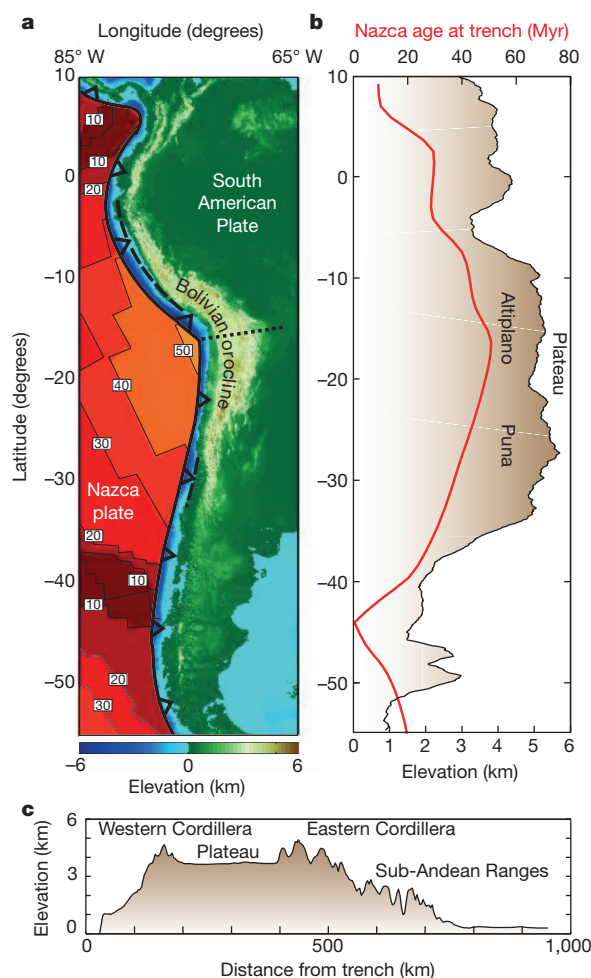 a
Longitude (degrees)
85° W
65° W
10
0
−10
−20
−30
−40
−50
Latitude (degrees)
10
10
20
50
40
30
20
10
10
20
30
South
American
Plate
Bolivian orocline
Nazca
plate
−6
0
6
Elevation (km)
b
Nazca age at trench (Myr)
0
20
40
60
80
10
0
−10
−20
−30
−40
−50
Altiplano
Plateau
Puna
0
1
2
3
4
5
6
Elevation (km)
c
6
3
0
Elevation (km)
Western Cordillera
Eastern Cordillera
Plateau
Sub-Andean Ranges
0
500
1,000
Distance from trench (km)